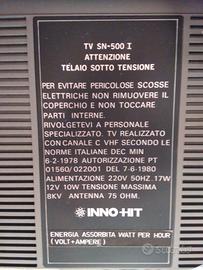 TV SN-500 I
ATTENZIONE
TELAIO SOTTO TENSIONE
PER EVITARE PERICOLOSE SCOSSE
ELETTRICHE NON RIMUOVERE IL
COPERCHIO E NON TOCCARE
PARTI INTERNE.
RIVOLGETEVI A PERSONALE
SPECIALIZZATO. TV REALIZZATO
CON CANALE C VHF SECONDO LE
NORME ITALIANE DEC MIN
6-2-1978 AUTORIZZAZIONE PT
01560/022001 DEL 7-6-1980
ALIMENTAZIONE 220V 50HZ.17W
12V 10W TENSIONE MASSIMA
8KV ANTENNA 75 OHM.
INNO-HIT
ENERGIA ASSORBITA WATT PER HOUR
(VOLT+AMPERE)
subito